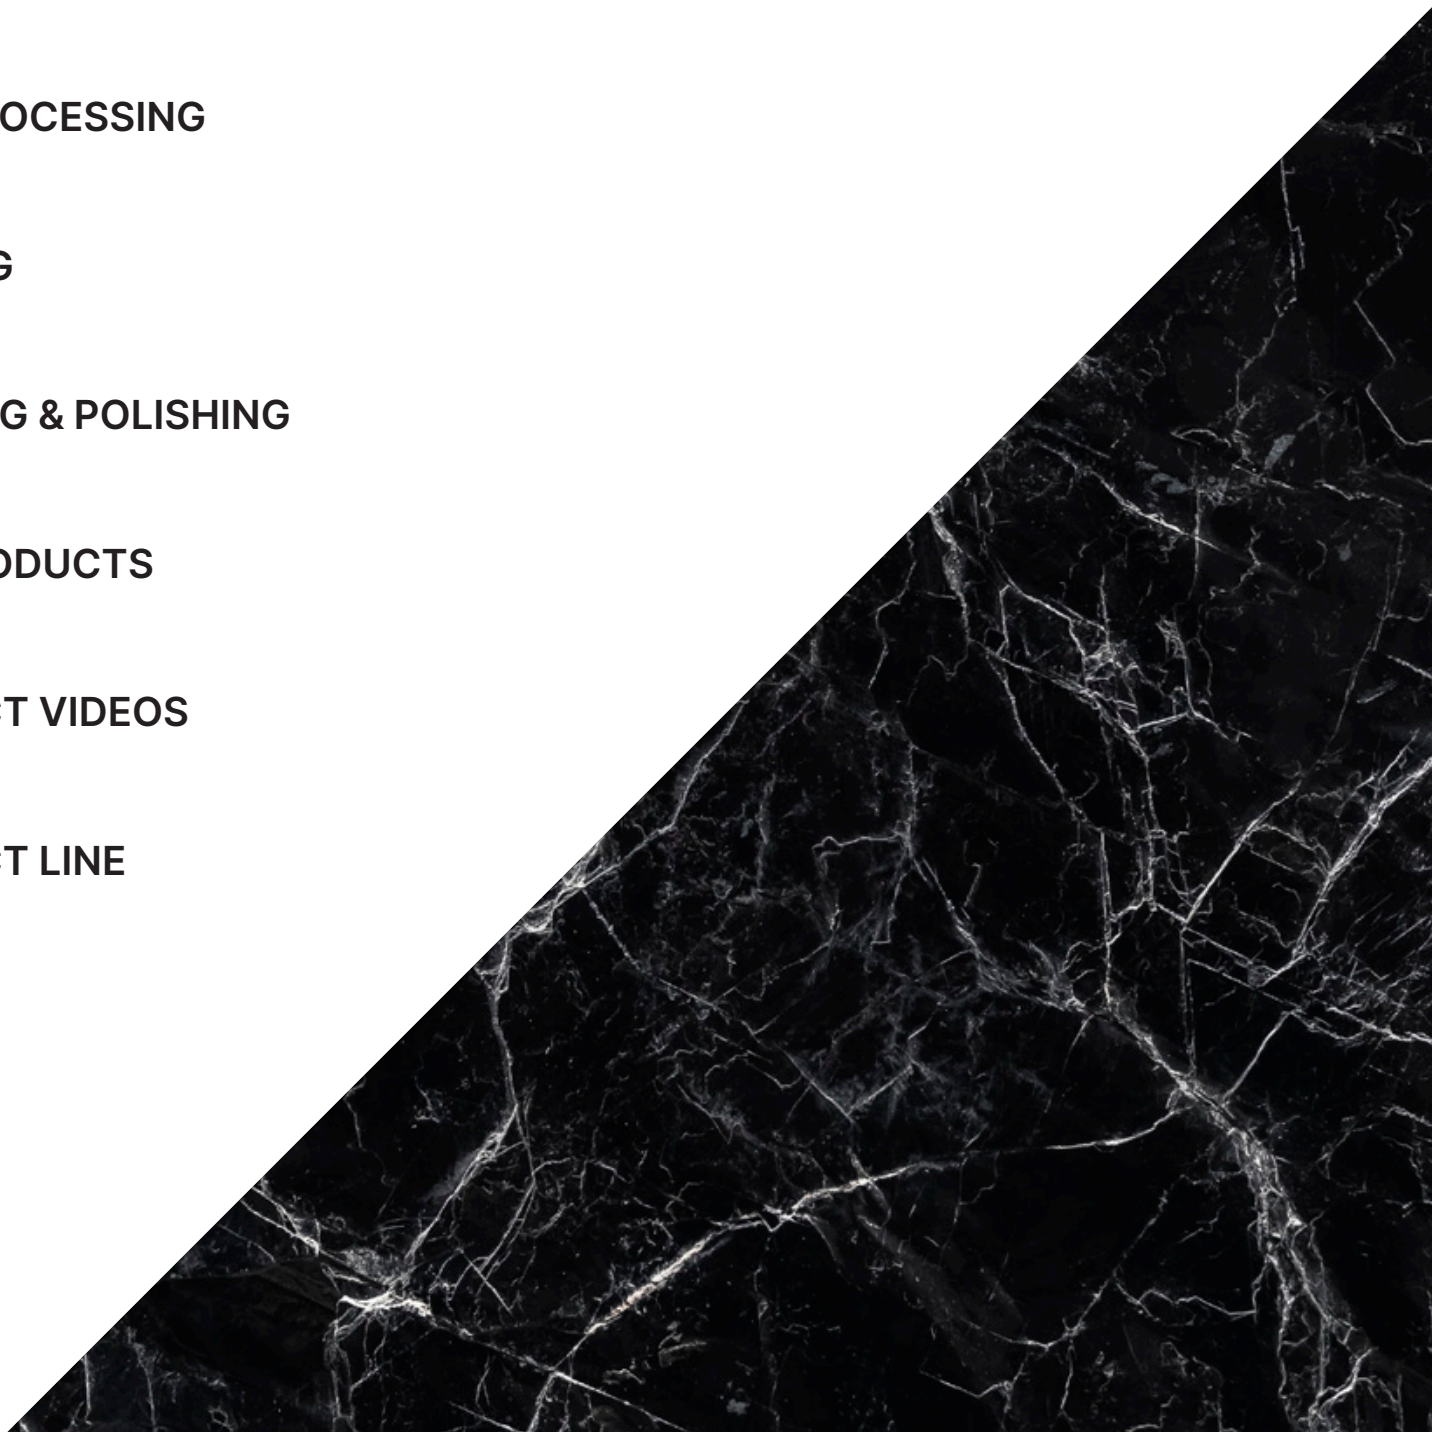 OCESSING
G
G & POLISHING
ODUCTS
T VIDEOS
T LINE